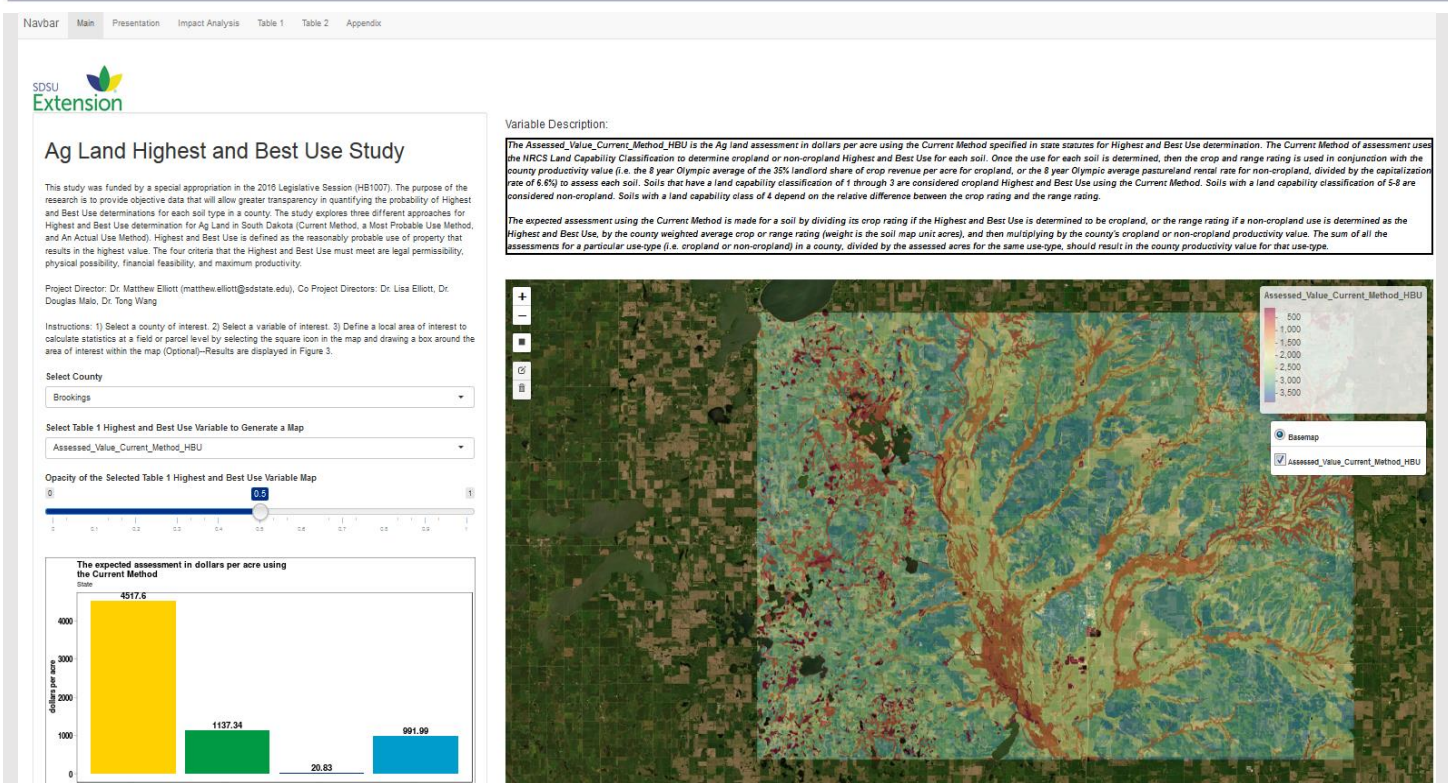 Navbar Main Presentation Impact Analysis Table 1 Table 2 Appendix
SDSU
Extension
Ag Land Highest and Best Use Study
This study was funded by a special appropriation in the 2016 Legislative Session (HB1007). The purpose of the
research is to provide objective data that will allow greater transparency in quantifying the probability of Highest
and Best Use determinations for each soil type in a county. The study explores three different approaches for
Highest and Best Use determination for Ag Land in South Dakota (Current Method, a Most Probable Use Method,
and An Actual Use Method). Highest and Best Use is defined as the reasonably probable use of property that
results in the highest value. The four criteria that the Highest and Best Use must meet are legal permissibility,
physical possibility, financial feasibility, and maximum productivity.
Project Director: Dr. Matthew Elliott (matthew.elliott@sdstate.edu), Co Project Directors: Dr. Lisa Elliott, Dr.
Douglas Malo, Dr. Tong Wang
Instructions: 1) Select a county of interest. 2) Select a variable of interest. 3) Define a local area of interest to
calculate statistics at a field or parcel level by selecting the square icon in the map and drawing a box around the
area of interest within the map (Optional)--Results are displayed in Figure 3.
Select County
Brookings
Select Table 1 Highest and Best Use Variable to Generate a Map
Assessed_Value_Current_Method_HBU
Opacity of the Selected Table 1 Highest and Best Use Variable Map
0 0.5 1
0 0.1 0.2 0.3 0.4 0.5 0.6 0.7 0.8 0.9 1
The expected assessment in dollars per acre using
the Current Method
State
4517.6
1137.34
20.83
991.99
4000
3000
2000
1000
0
dollars per acre
Variable Description:
The Assessed_Value_Current_Method_HBU is the Ag land assessment in dollars per acre using the Current Method specified in state statutes for Highest and Best Use determination. The Current Method of assessment uses
the NRCS Land Capability Classification to determine cropland or non-cropland Highest and Best Use for each soil. Once the use for each soil is determined, then the crop and range rating is used in conjunction with the
county productivity value (i.e. the 8 year Olympic average of the 35% landlord share of crop revenue per acre for cropland, or the 8 year Olympic average pastureland rental rate for non-cropland, divided by the capitalization
rate of 6.6%) to assess each soil. Soils that have a land capability classification of 1 through 3 are considered cropland Highest and Best Use using the Current Method. Soils with a land capability classification of 5-8 are
considered non-cropland. Soils with a land capability class of 4 depend on the relative difference between the crop rating and the range rating.
The expected assessment using the Current Method is made for a soil by dividing its crop rating if the Highest and Best Use is determined to be cropland, or the range rating if a non-cropland use is determined as the
Highest and Best Use, by the county weighted average crop or range rating (weight is the soil map unit acres), and then multiplying by the county's cropland or non-cropland productivity value. The sum of all the
assessments for a particular use-type (i.e. cropland or non-cropland) in a county, divided by the assessed acres for the same use-type, should result in the county productivity value for that use-type.
+
−
Assessed_Value_Current_Method_HBU
500
1,000
1,500
2,000
2,500
3,000
3,500
Basemap
Assessed_Value_Current_Method_HBU